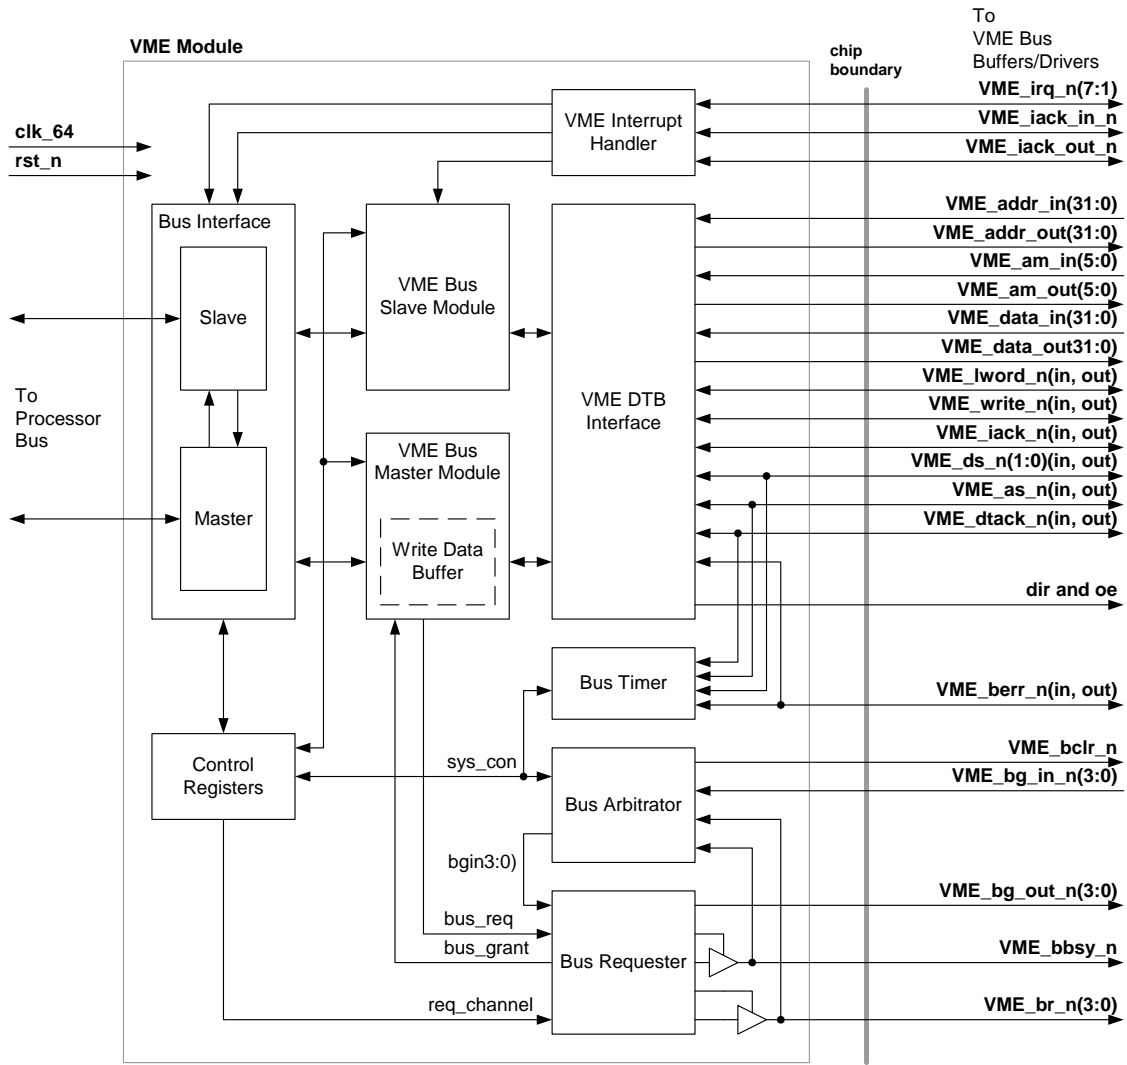 To
VME Bus
Buffers/Drivers
VME Module
chip
boundary
VME_irq_n(7:1)
VME_iack_in_n
VME_iack_out_n
clk_64
rst_n
VME Interrupt
Handler
Bus Interface
Slave
Master
To
Processor
Bus
VME Bus
Slave Module
VME Bus
Master Module
Write Data
Buffer
VME DTB
Interface
VME_addr_in(31:0)
VME_addr_out(31:0)
VME_am_in(5:0)
VME_am_out(5:0)
VME_data_in(31:0)
VME_data_out31:0)
VME_lword_n(in, out)
VME_write_n(in, out)
VME_iack_n(in, out)
VME_ds_n(1:0)(in, out)
VME_as_n(in, out)
VME_dtack_n(in, out)
dir and oe
Bus Timer
VME_berr_n(in, out)
Control
Registers
sys_con
Bus Arbitrator
VME_bclr_n
VME_bg_in_n(3:0)
bgin3:0)
bus_req
bus_grant
req_channel
Bus Requester
VME_bg_out_n(3:0)
VME_bbsy_n
VME_br_n(3:0)